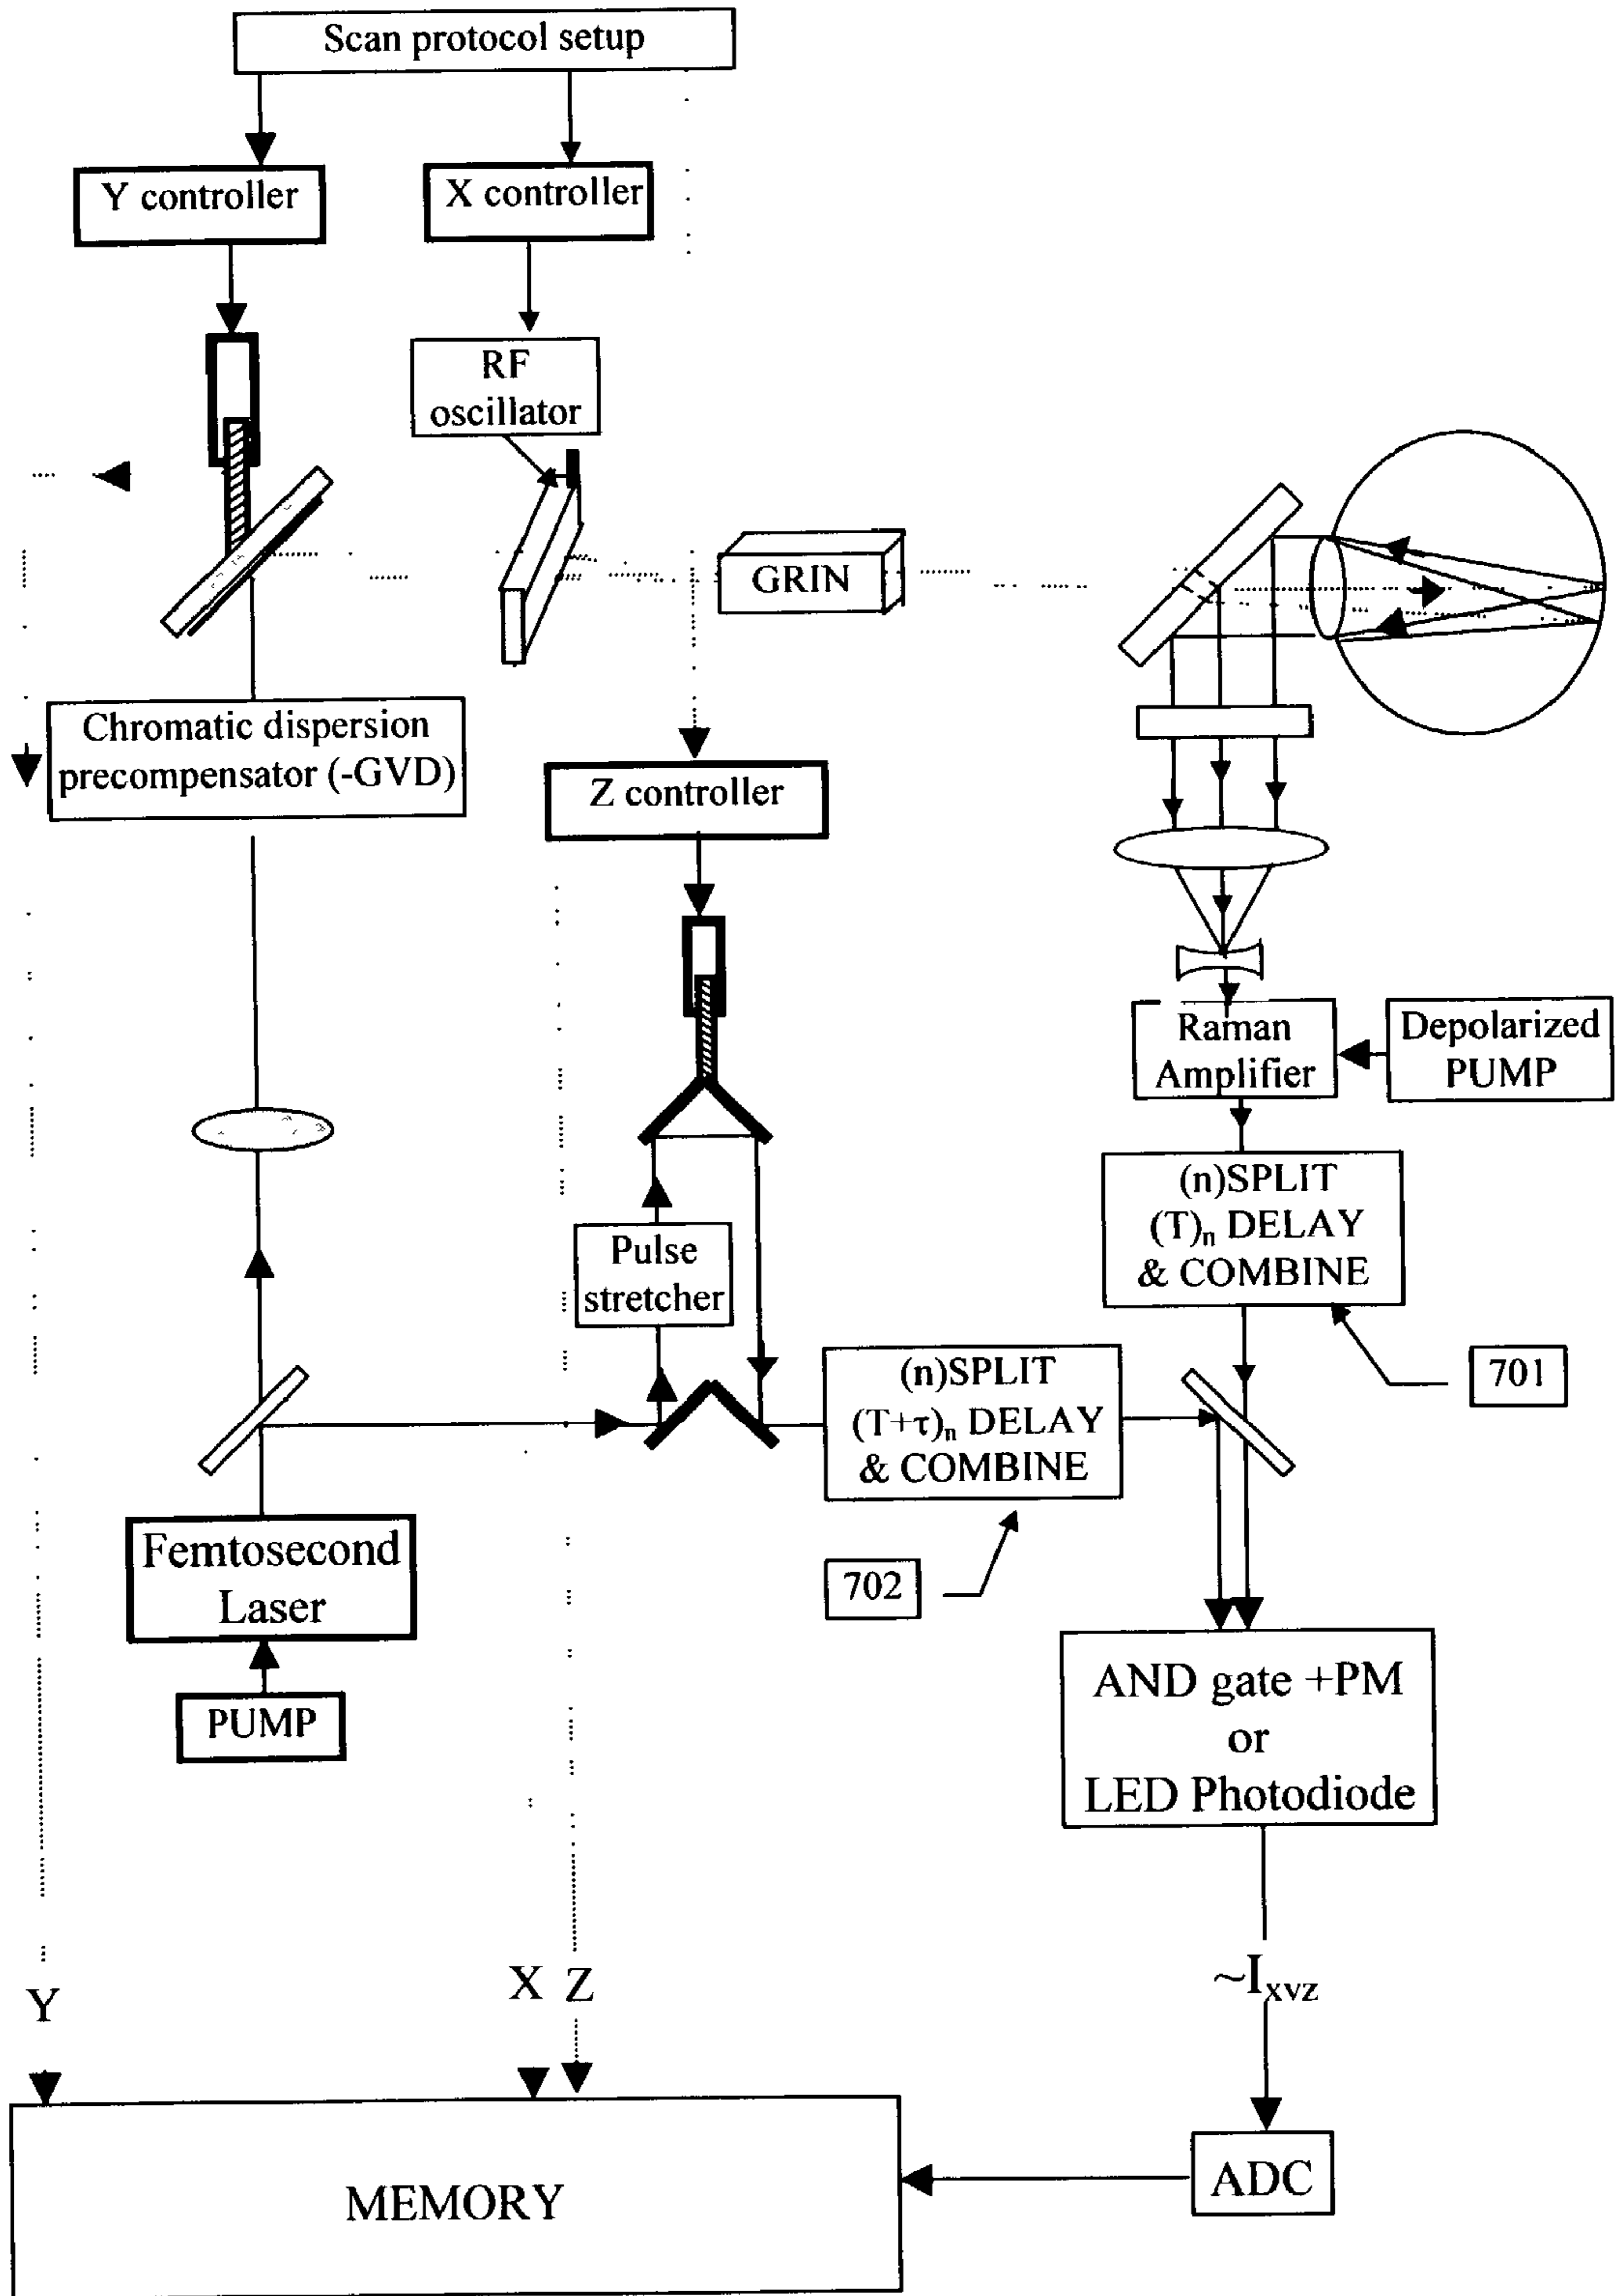 Scan protocol setup
Y controller
X controller
RF
oscillator
GRIN
Chromatic dispersion
precompensator (-GVD)
Z controller
Raman
Amplifier
Depolarized
PUMP
(n)SPLIT
(T)n DELAY
& COMBINE
Pulse
stretcher
(n)SPLIT
(T+τ)n DELAY
& COMBINE
701
702
Femtosecond
Laser
PUMP
AND gate +PM
or
LED Photodiode
Y
X Z
~Ixyz
MEMORY
ADC